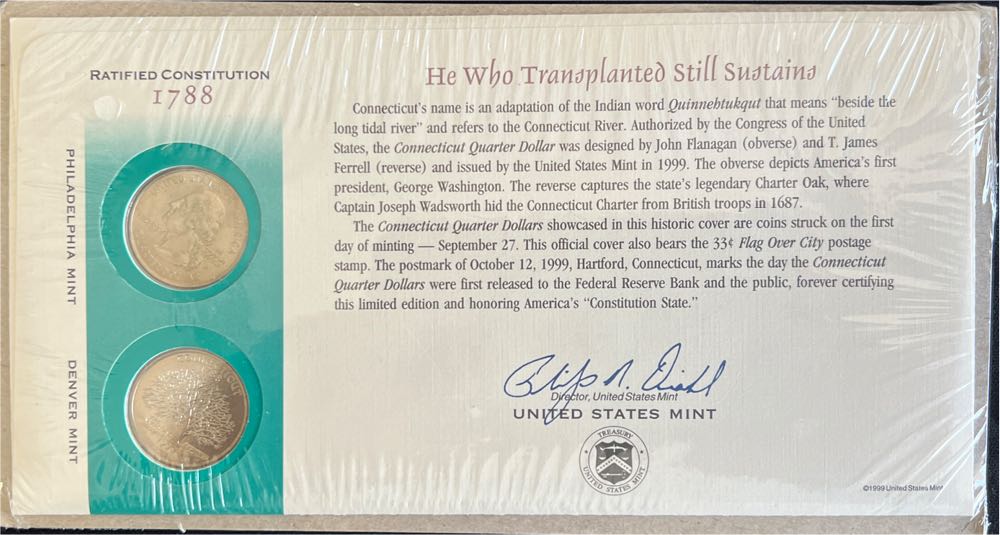 RATIFIED CONSTITUTION
1788
PHILADELPHIA MINT
DENVER MINT
He Who Transplanted Still Sustains
Connecticut's name is an adaptation of the Indian word Quinnehtukqut that means “beside the
long tidal river” and refers to the Connecticut River. Authorized by the Congress of the United
States, the Connecticut Quarter Dollar was designed by John Flanagan (obverse) and T. James
Ferrell (reverse) and issued by the United States Mint in 1999. The obverse depicts America's first
president, George Washington. The reverse captures the state's legendary Charter Oak, where
Captain Joseph Wadsworth hid the Connecticut Charter from British troops in 1687.
The Connecticut Quarter Dollars showcased in this historic cover are coins struck on the first
day of minting — September 27. This official cover also bears the 33¢ Flag Over City postage
stamp. The postmark of October 12, 1999, Hartford, Connecticut, marks the day the Connecticut
Quarter Dollars were first released to the Federal Reserve Bank and the public, forever certifying
this limited edition and honoring America's “Constitution State.”
Philip N. Diehl
Director, United States Mint
UNITED STATES MINT
TREASURY
UNITED STATES MINT
©1999 United States Mint